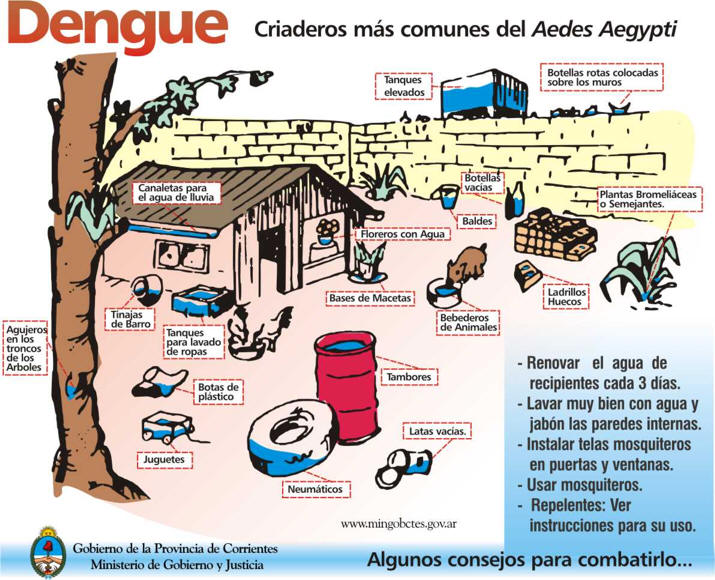 Dengue
Criaderos más comunes del Aedes Aegypti
Tanques
elevados
Botellas rotas colocadas
sobre los muros
Canaletas para
el agua de lluvia
Botellas
vacías
Plantas Bromeliáceas
o Semejantes.
Baldes
Floreros con Agua
Bases de Macetas
Ladrillos
Huecos
Tinajas
de Barro
Bebederos
de Animales
Agujeros
en los
troncos
de los
Arboles
Tanques
para lavado
de ropas
Tambores
Botas de
plástico
Latas vacías.
Juguetes
Neumáticos
- Renovar el agua de
recipientes cada 3 días.
- Lavar muy bien con agua y
jabón las paredes internas.
- Instalar telas mosquiteros
en puertas y ventanas.
- Usar mosquiteros.
- Repelentes: Ver
instrucciones para su uso.
www.mingobctes.gov.ar
Gobierno de la Provincia de Corrientes
Ministerio de Gobierno y Justicia
Algunos consejos para combatirlo...